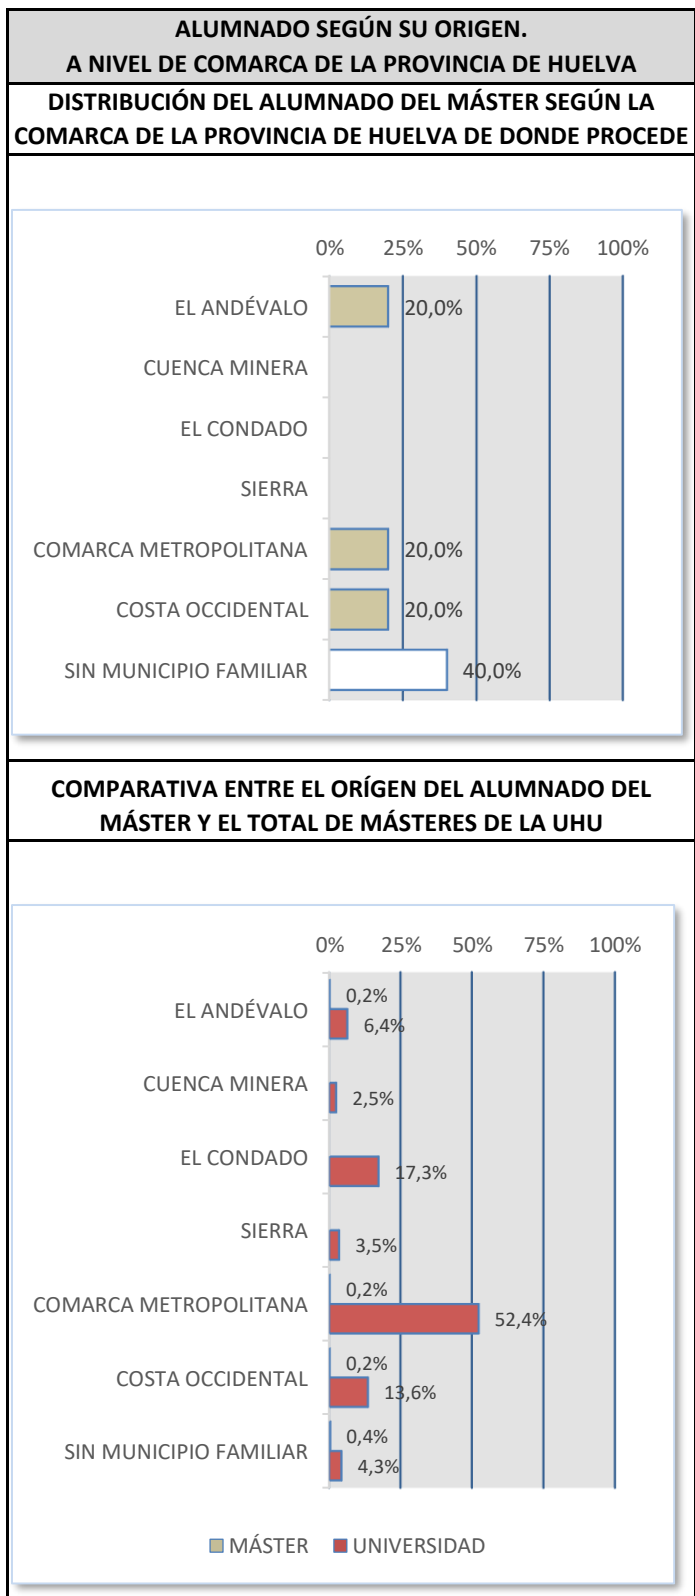 ALUMNADO SEGÚN SU ORIGEN.
A NIVEL DE COMARCA DE LA PROVINCIA DE HUELVA
DISTRIBUCIÓN DEL ALUMNADO DEL MÁSTER SEGÚN LA
COMARCA DE LA PROVINCIA DE HUELVA DE DONDE PROCEDE
0% 25% 50% 75% 100%
EL ANDÉVALO 20,0%
CUENCA MINERA
EL CONDADO
SIERRA
COMARCA METROPOLITANA 20,0%
COSTA OCCIDENTAL 20,0%
SIN MUNICIPIO FAMILIAR 40,0%
COMPARATIVA ENTRE EL ORÍGEN DEL ALUMNADO DEL
MÁSTER Y EL TOTAL DE MÁSTERES DE LA UHU
0% 25% 50% 75% 100%
0,2%
EL ANDÉVALO
6,4%
CUENCA MINERA
2,5%
EL CONDADO
17,3%
SIERRA
3,5%
0,2%
COMARCA METROPOLITANA
52,4%
0,2%
COSTA OCCIDENTAL
13,6%
0,4%
SIN MUNICIPIO FAMILIAR
4,3%
MÁSTER UNIVERSIDAD